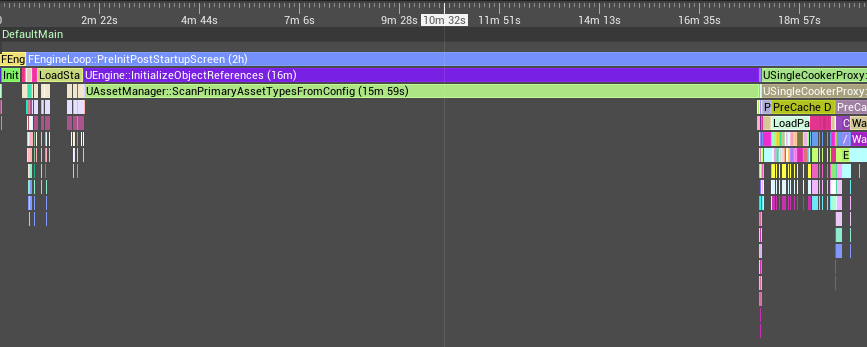 2m 22s 4m 44s 7m 6s 9m 28s 10m 32s 11m 51s 14m 13s 16m 35s 18m 57s
DefaultMain
FEng FEngineLoop::PreInitPostStartupScreen (2h)
Init LoadSta UEngine::InitializeObjectReferences (16m) USingleCookerProxy:
UAssetManager::ScanPrimaryAssetTypesFromConfig (15m 59s) USingleCookerProxy:
P PreCache D PreCa
LoadPa C Wa
/ Wa
E